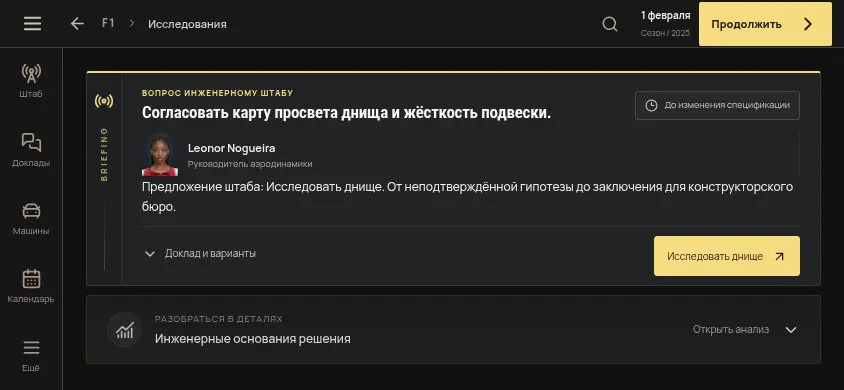 F1 > Исследования
1 февраля
Сезон / 2025
Продолжить
Штаб
Доклады
Машины
Календарь
Ещё
BRIEFING
ВОПРОС ИНЖЕНЕРНОМУ ШТАБУ
Согласовать карту просвета днища и жёсткость подвески.
До изменения спецификации
Leonor Nogueira
Руководитель аэродинамики
Предложение штаба: Исследовать днище. От неподтверждённой гипотезы до заключения для конструкторского
бюро.
Доклад и варианты
Исследовать днище
РАЗОБРАТЬСЯ В ДЕТАЛЯХ
Инженерные основания решения
Открыть анализ